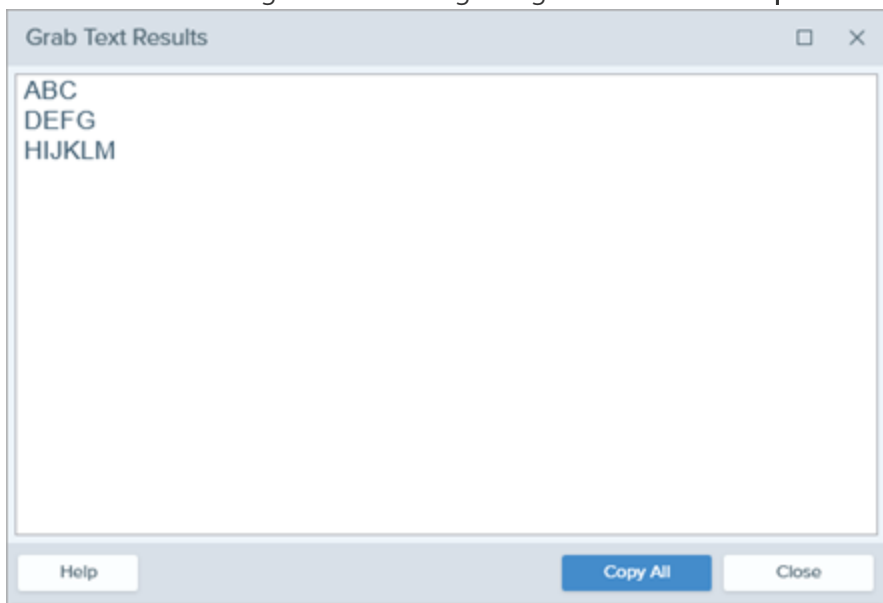 Grab Text Results
ABC
DEFG
HIJKLM
Help
Copy All
Close